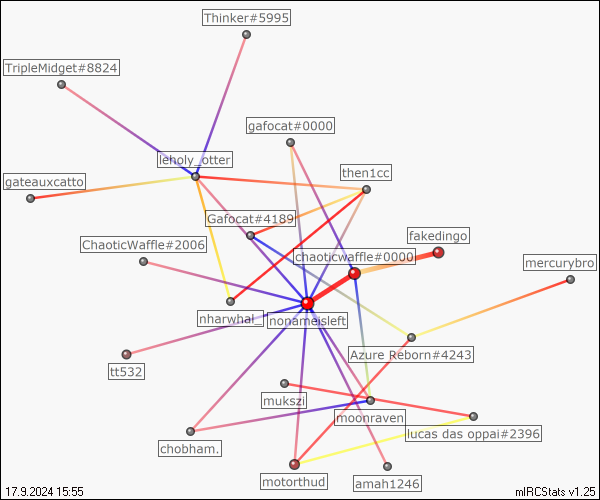 Thinker#5995
TripleMidget#8824
gafocat#0000
leholy_otter
then1cc
gateauxcatto
Gafocat#4189
fakedingo
ChaoticWaffle#2006
chaoticwaffle#0000
mercurybro
nharwhal_
nonameisleft
Azure Reborn#4243
tt532
mukszi
moonraven
lucas das oppai#2396
chobham.
motorthud
amah1246
17.9.2024 15:55
mIRCStats v1.25